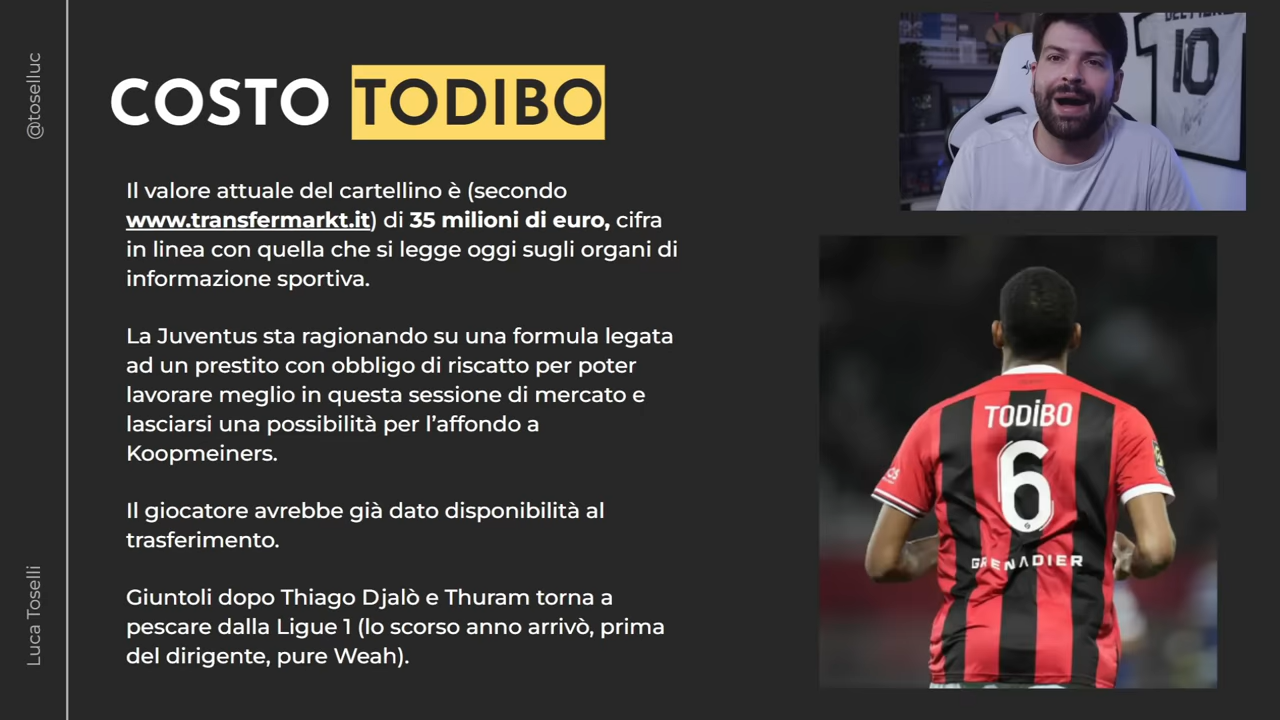 @toselluc
Luca Toselli
COSTO TODIBO
Il valore attuale del cartellino è (secondo
www.transfermarkt.it) di 35 milioni di euro, cifra
in linea con quella che si legge oggi sugli organi di
informazione sportiva.
La Juventus sta ragionando su una formula legata
ad un prestito con obbligo di riscatto per poter
lavorare meglio in questa sessione di mercato e
lasciarsi una possibilità per l’affondo a
Koopmeiners.
Il giocatore avrebbe già dato disponibilità al
trasferimento.
Giuntoli dopo Thiago Djalò e Thuram torna a
pescare dalla Ligue 1 (lo scorso anno arrivò, prima
del dirigente, pure Weah).
10
TODİBO
6
GRENADIER